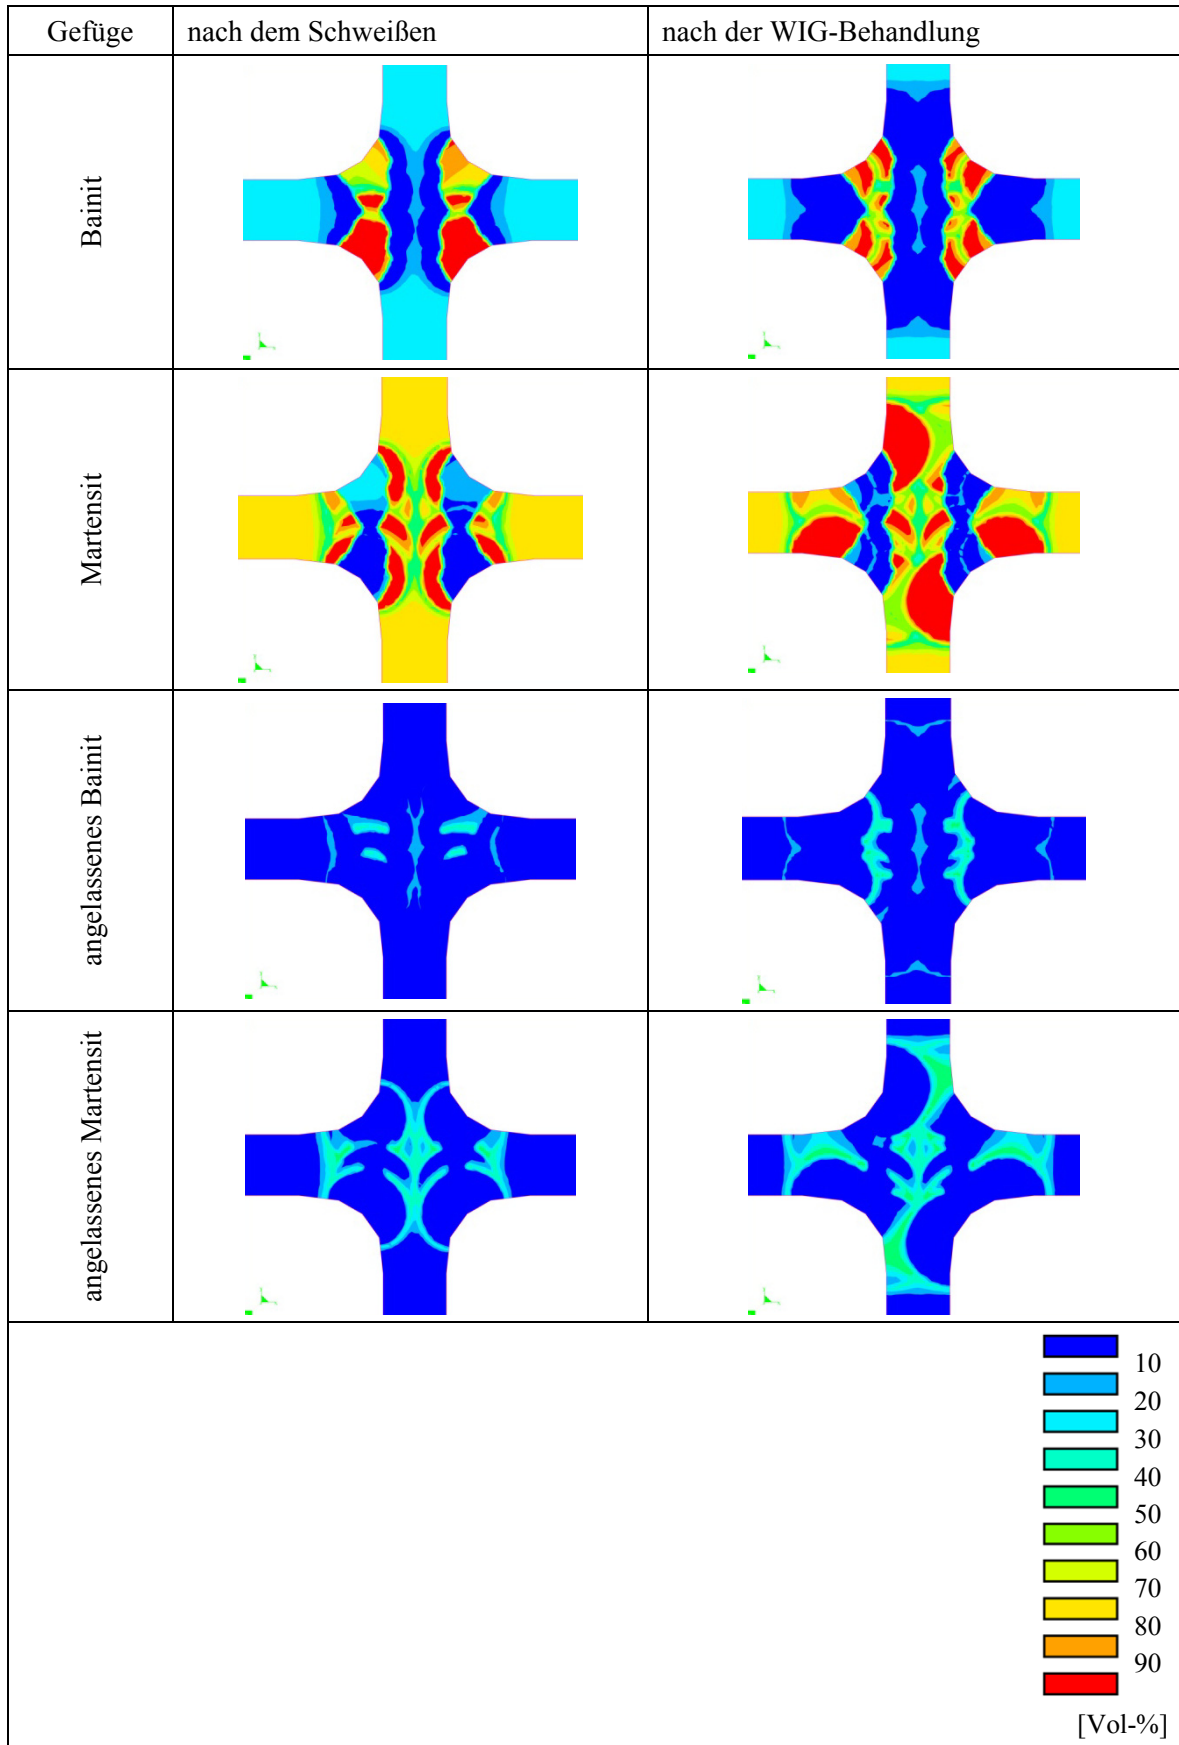 Gefüge
nach dem Schweißen
nach der WIG-Behandlung
Bainit
Martensit
angelassenes Bainit
angelassenes Martensit
10
20
30
40
50
60
70
80
90
[Vol-%]